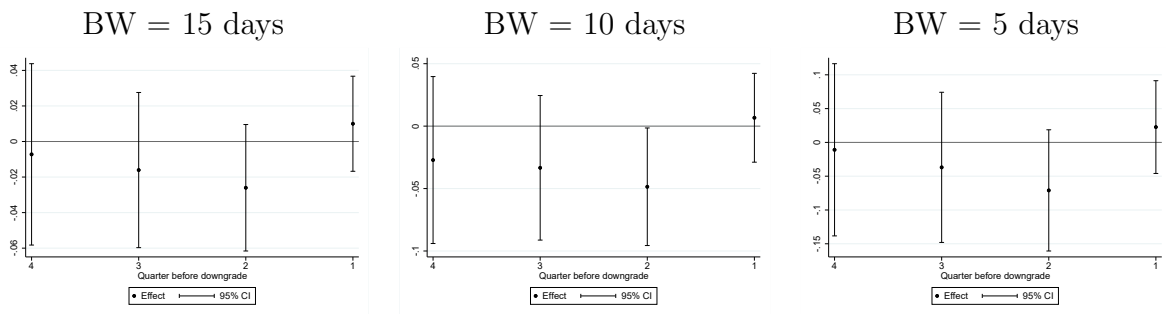 BW = 15 days
.04
.02
0
-.02
-.04
-.06
4
3
2
1
Quarter before downgrade
Effect
95% CI
BW = 10 days
.05
0
-.05
-.1
4
3
2
1
Quarter before downgrade
Effect
95% CI
BW = 5 days
.1
.05
0
-.05
-.1
-.15
4
3
2
1
Quarter before downgrade
Effect
95% CI